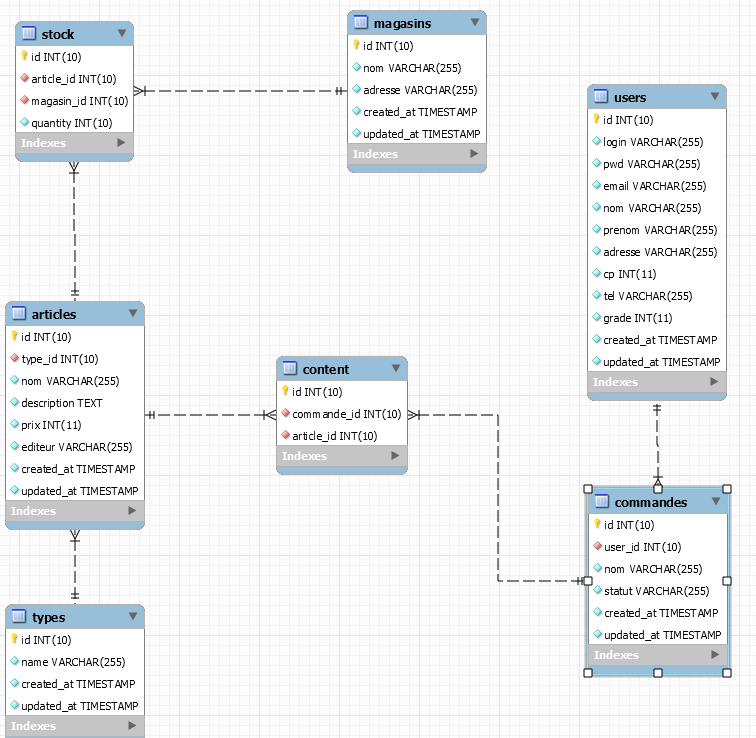 stock
id INT(10)
article_id INT(10)
magasin_id INT(10)
quantity INT(10)
Indexes
magasins
id INT(10)
nom VARCHAR(255)
adresse VARCHAR(255)
created_at TIMESTAMP
updated_at TIMESTAMP
Indexes
users
id INT(10)
login VARCHAR(255)
pwd VARCHAR(255)
email VARCHAR(255)
nom VARCHAR(255)
prenom VARCHAR(255)
adresse VARCHAR(255)
cp INT(11)
tel VARCHAR(255)
grade INT(11)
created_at TIMESTAMP
updated_at TIMESTAMP
Indexes
articles
id INT(10)
type_id INT(10)
nom VARCHAR(255)
description TEXT
prix INT(11)
editeur VARCHAR(255)
created_at TIMESTAMP
updated_at TIMESTAMP
Indexes
content
id INT(10)
commande_id INT(10)
article_id INT(10)
Indexes
commandes
id INT(10)
user_id INT(10)
nom VARCHAR(255)
statut VARCHAR(255)
created_at TIMESTAMP
updated_at TIMESTAMP
Indexes
types
id INT(10)
name VARCHAR(255)
created_at TIMESTAMP
updated_at TIMESTAMP
Indexes